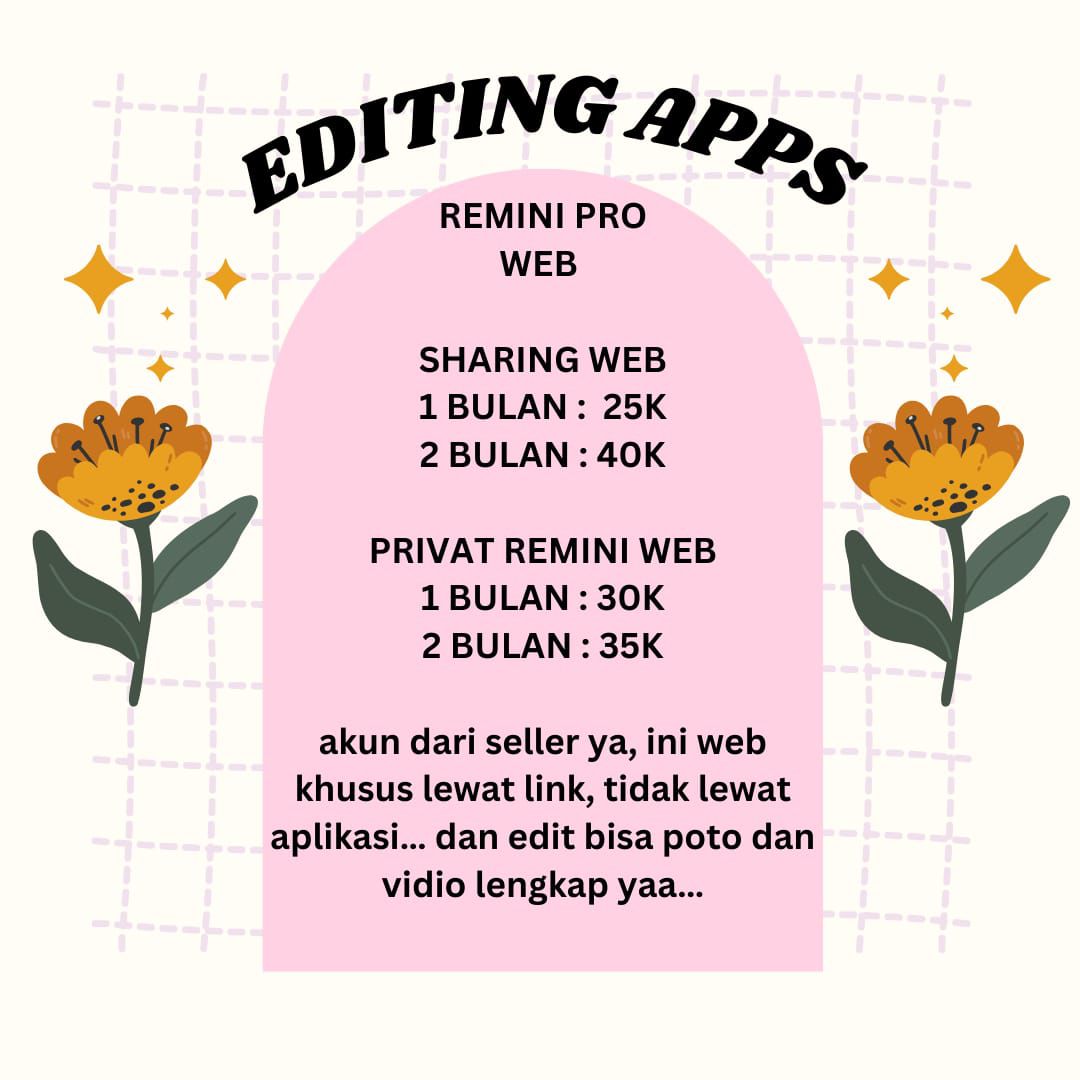 EDITING APPS
REMINI PRO
WEB
SHARING WEB
1 BULAN :  25K
2 BULAN : 40K
PRIVAT REMINI WEB
1 BULAN : 30K
2 BULAN : 35K
akun dari seller ya, ini web
khusus lewat link, tidak lewat
aplikasi... dan edit bisa poto dan
vidio lengkap yaa...